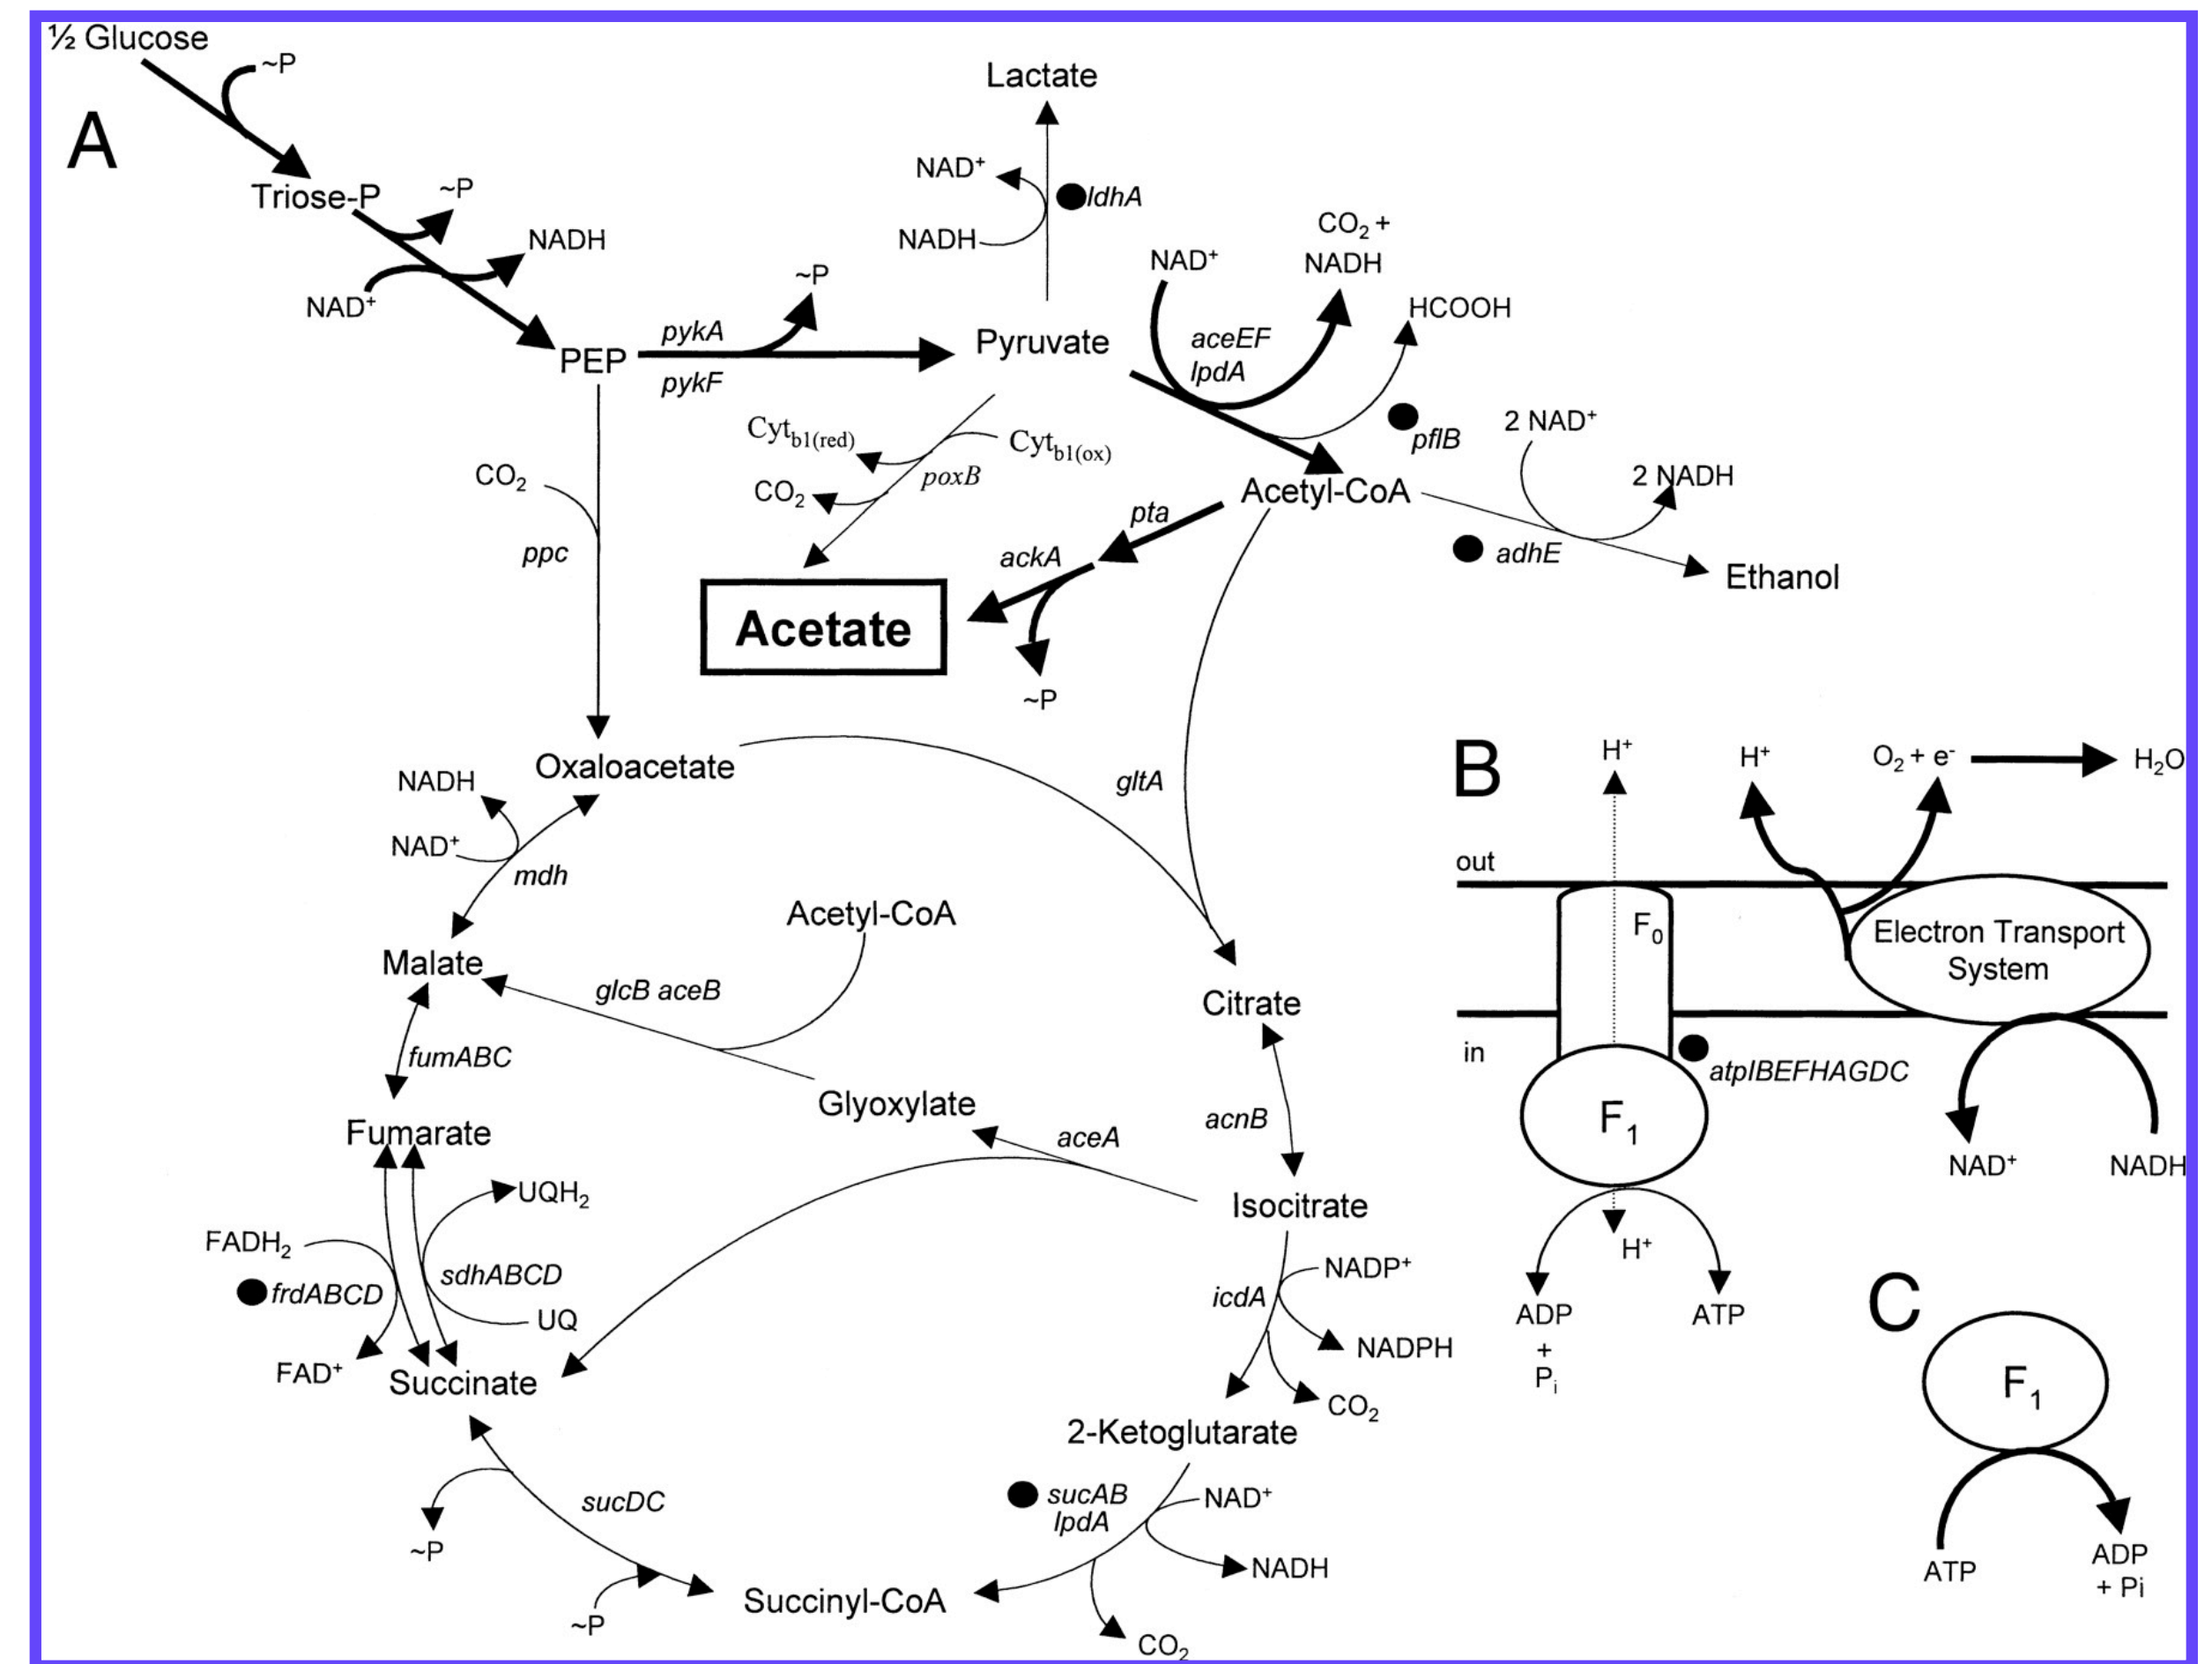 ½ Glucose
~P
A
Triose-P
~P
NADH
NAD⁺
PEP
pykA
pykF
~P
Pyruvate
Lactate
NAD⁺
NADH
ldhA
NAD⁺
CO₂ +
NADH
aceEF
lpdA
HCOOH
pflB
Cytb1(red)
Cytb1(ox)
CO₂
poxB
Acetyl-CoA
2 NAD⁺
2 NADH
adhE
Ethanol
pta
ackA
~P
Acetate
CO₂
ppc
Oxaloacetate
NADH
NAD⁺
mdh
gltA
Malate
Acetyl-CoA
glcB aceB
Citrate
fumABC
Glyoxylate
acnB
aceA
Fumarate
Isocitrate
UQH₂
FADH₂
sdhABCD
frdABCD
UQ
FAD⁺
Succinate
NADP⁺
icdA
NADPH
CO₂
2-Ketoglutarate
sucDC
~P
~P
sucAB
lpdA
NAD⁺
NADH
Succinyl-CoA
CO₂
B
H⁺
H⁺
O₂ + e⁻
H₂O
out
F₀
Electron Transport
System
in
atpIBEFHAGDC
F₁
NAD⁺
NADH
H⁺
ADP
+
Pᵢ
ATP
C
F₁
ATP
ADP
+ Pi